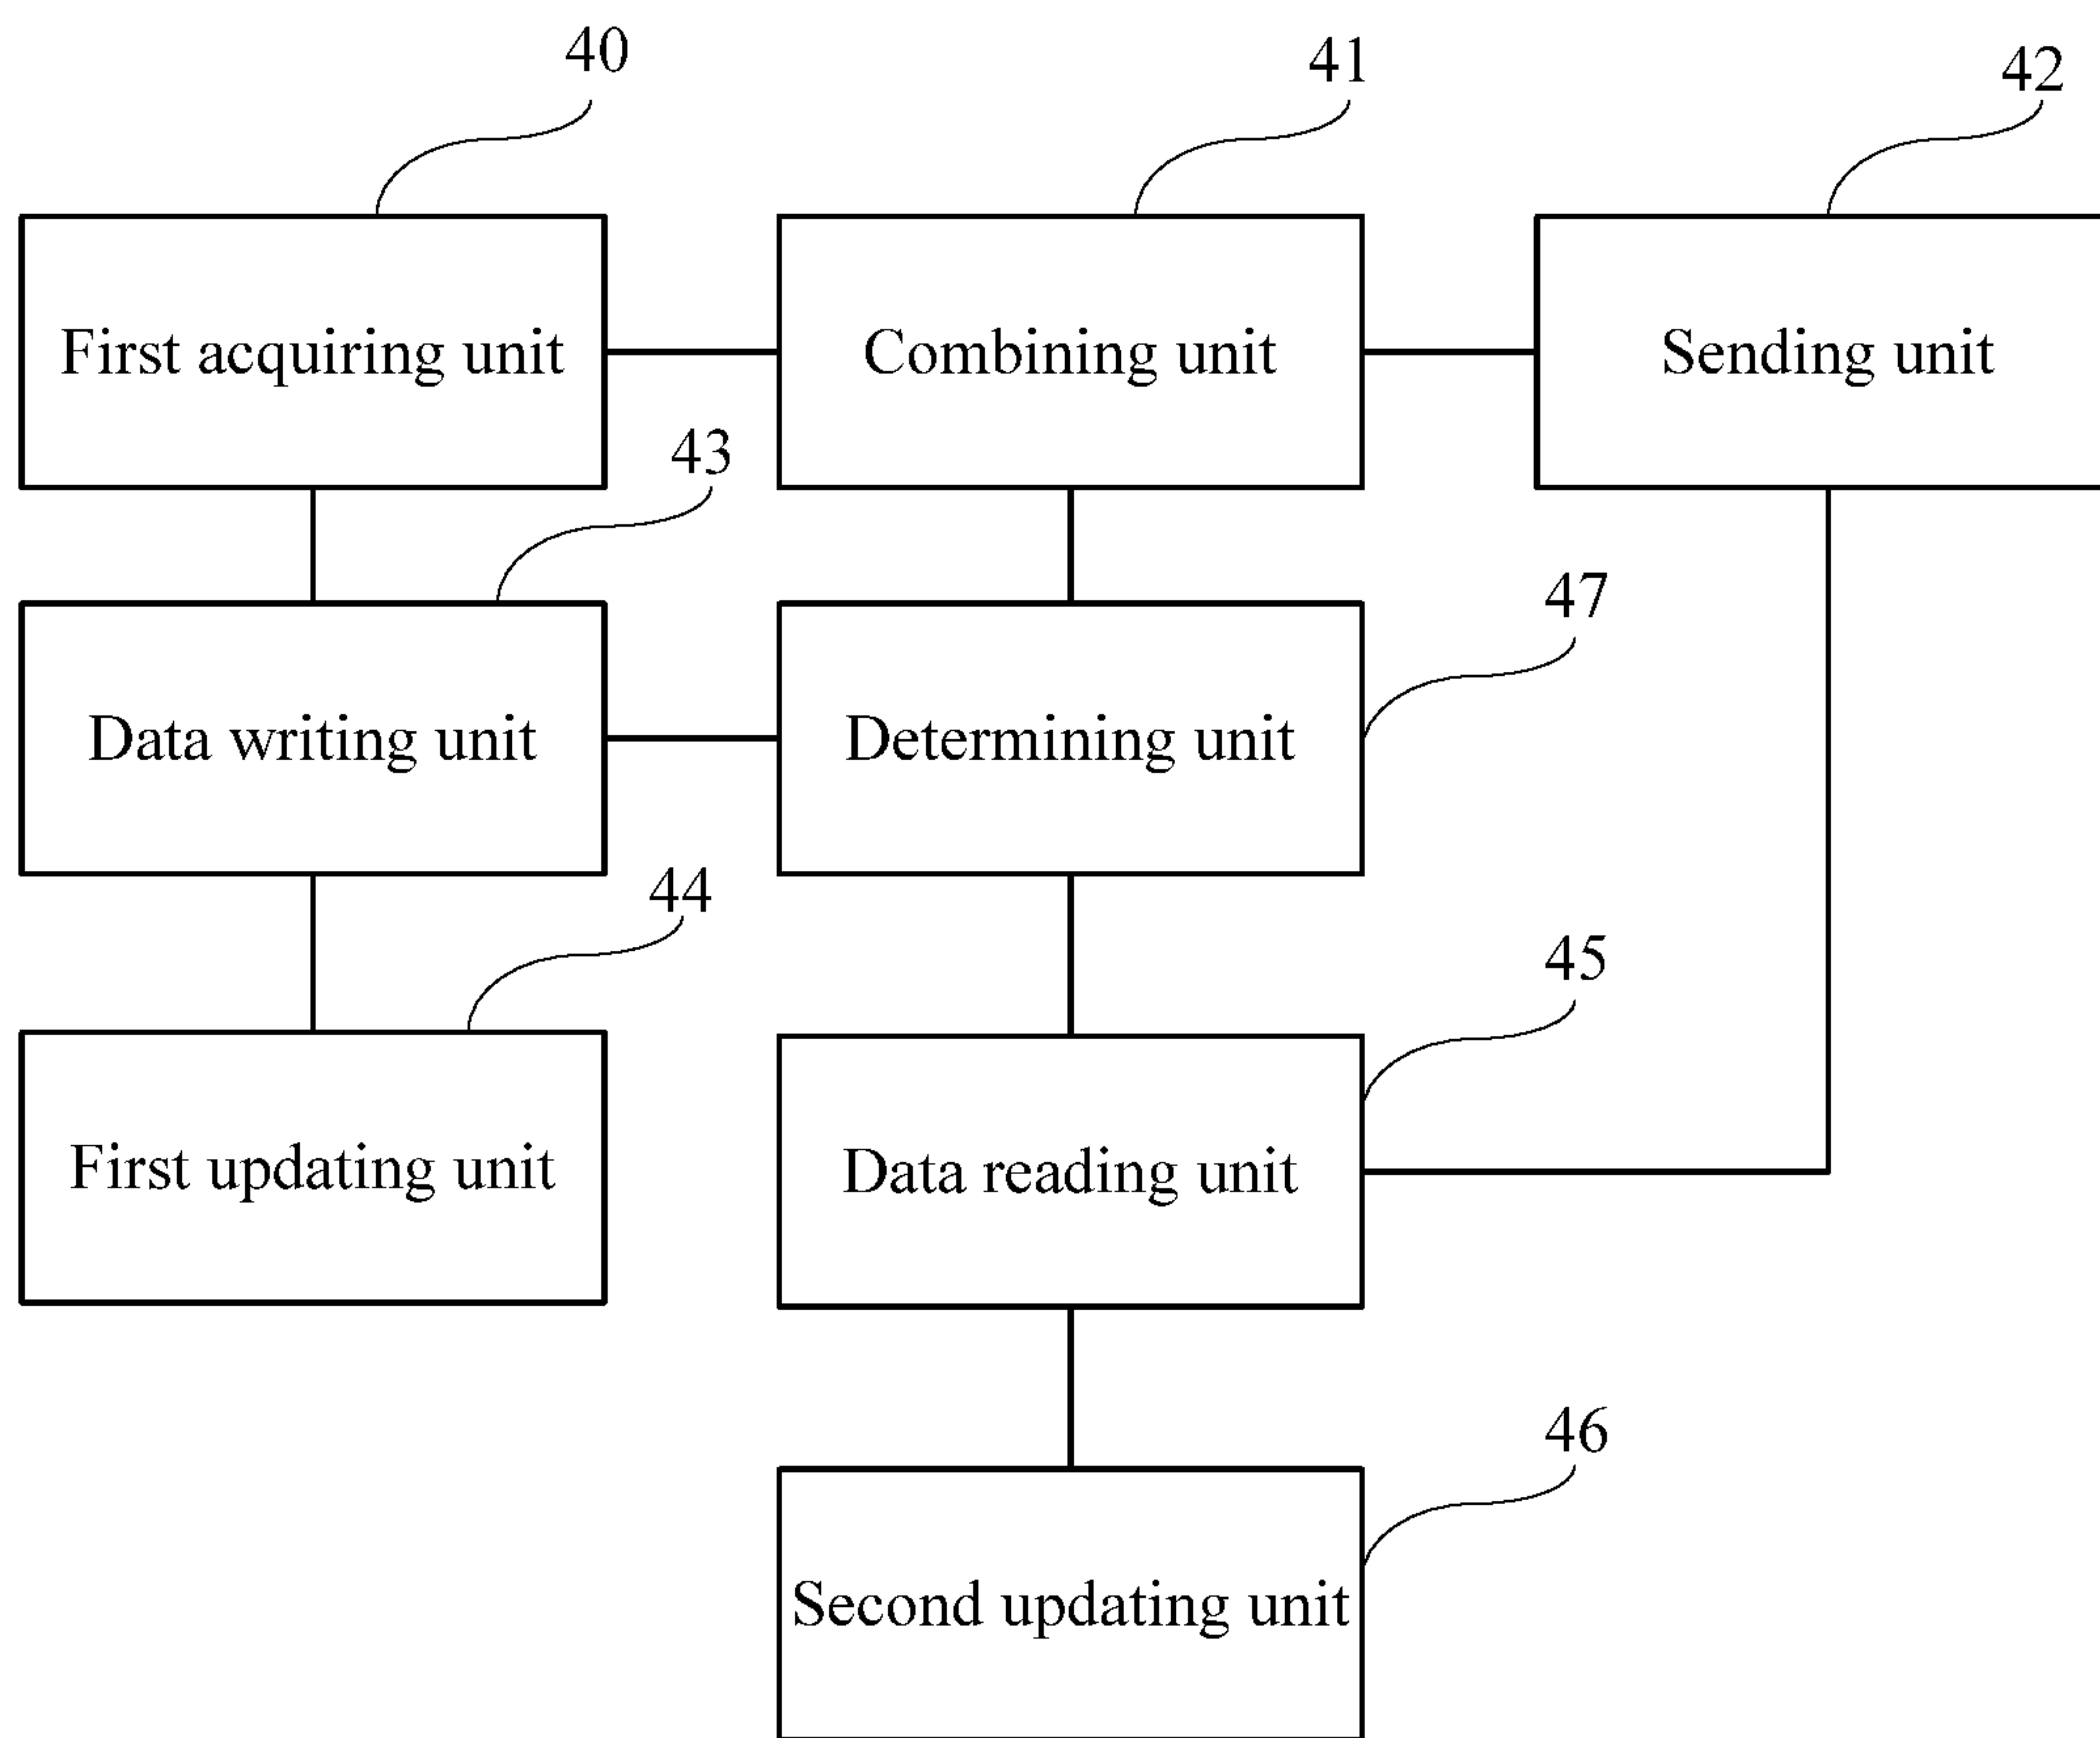 40
41
42
First acquiring unit
Combining unit
Sending unit
43
47
Data writing unit
Determining unit
44
45
First updating unit
Data reading unit
46
Second updating unit